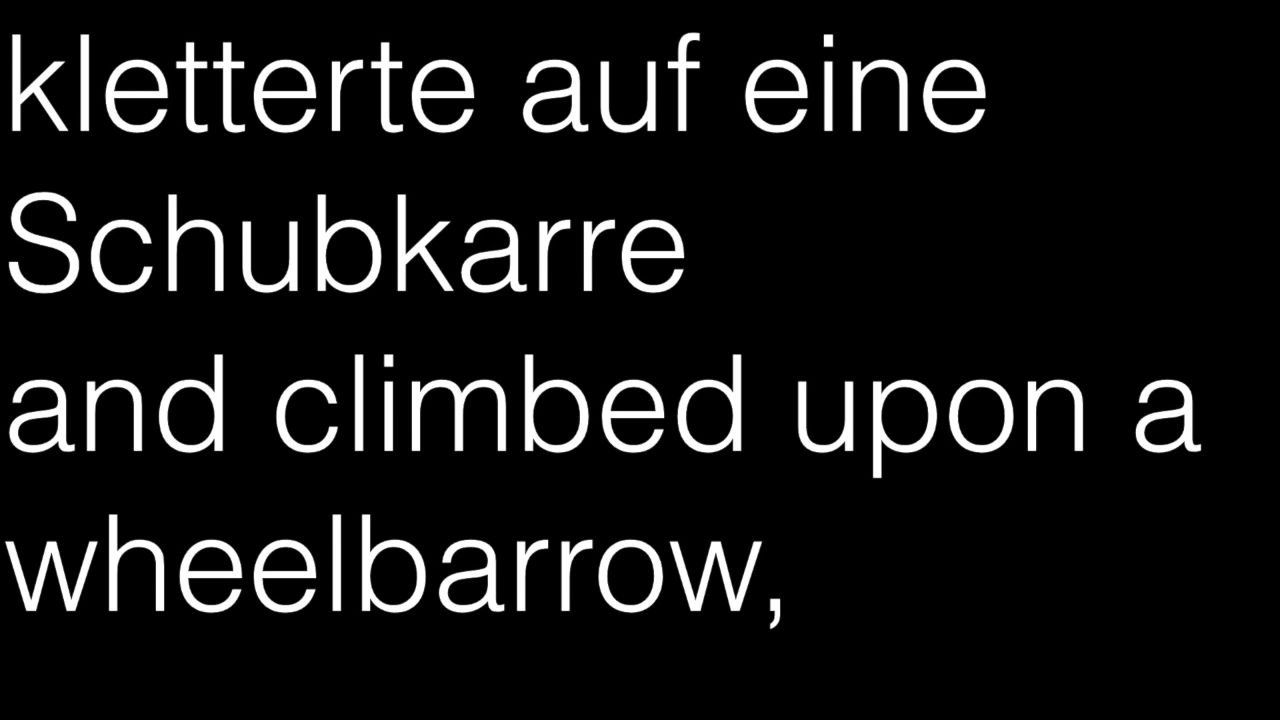 kletterte auf eine
Schubkarre
and climbed upon a
wheelbarrow,